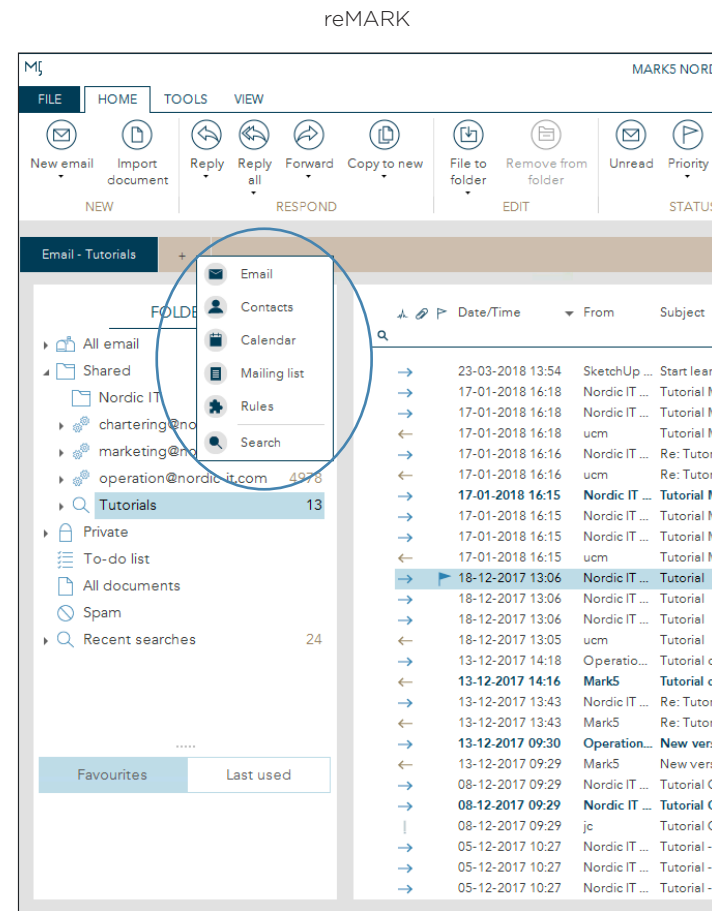 reMARK
M5
MARK5 NORD
FILE HOME TOOLS VIEW
New email Import document Reply Reply all Forward Copy to new File to folder Remove from folder Unread Priority
NEW RESPOND EDIT STATUS
Email - Tutorials +
Email
Contacts
Calendar
Mailing list
Rules
Search
FOLDE
All email
Shared
Nordic IT
chartering@no
marketing@no
operation@nordic-it.com 4978
Tutorials 13
Private
To-do list
All documents
Spam
Recent searches 24
Favourites Last used
Date/Time From Subject
23-03-2018 13:54 SketchUp ... Start lear
17-01-2018 16:18 Nordic IT ... Tutorial M
17-01-2018 16:18 Nordic IT ... Tutorial M
17-01-2018 16:18 ucm Tutorial M
17-01-2018 16:16 Nordic IT ... Re: Tutor
17-01-2018 16:16 ucm Re: Tutor
17-01-2018 16:15 Nordic IT ... Tutorial M
17-01-2018 16:15 Nordic IT ... Tutorial M
17-01-2018 16:15 Nordic IT ... Tutorial M
17-01-2018 16:15 ucm Tutorial M
18-12-2017 13:06 Nordic IT ... Tutorial
18-12-2017 13:06 Nordic IT ... Tutorial
18-12-2017 13:06 Nordic IT ... Tutorial
18-12-2017 13:05 ucm Tutorial
13-12-2017 14:18 Operatio... Tutorial c
13-12-2017 14:16 Mark5 Tutorial c
13-12-2017 13:43 Nordic IT ... Re: Tutor
13-12-2017 13:43 Mark5 Re: Tutor
13-12-2017 09:30 Operation... New vers
13-12-2017 09:29 Mark5 New vers
08-12-2017 09:29 Nordic IT ... Tutorial C
08-12-2017 09:29 Nordic IT ... Tutorial C
08-12-2017 09:29 jc Tutorial C
05-12-2017 10:27 Nordic IT ... Tutorial -
05-12-2017 10:27 Nordic IT ... Tutorial -
05-12-2017 10:27 Nordic IT ... Tutorial -